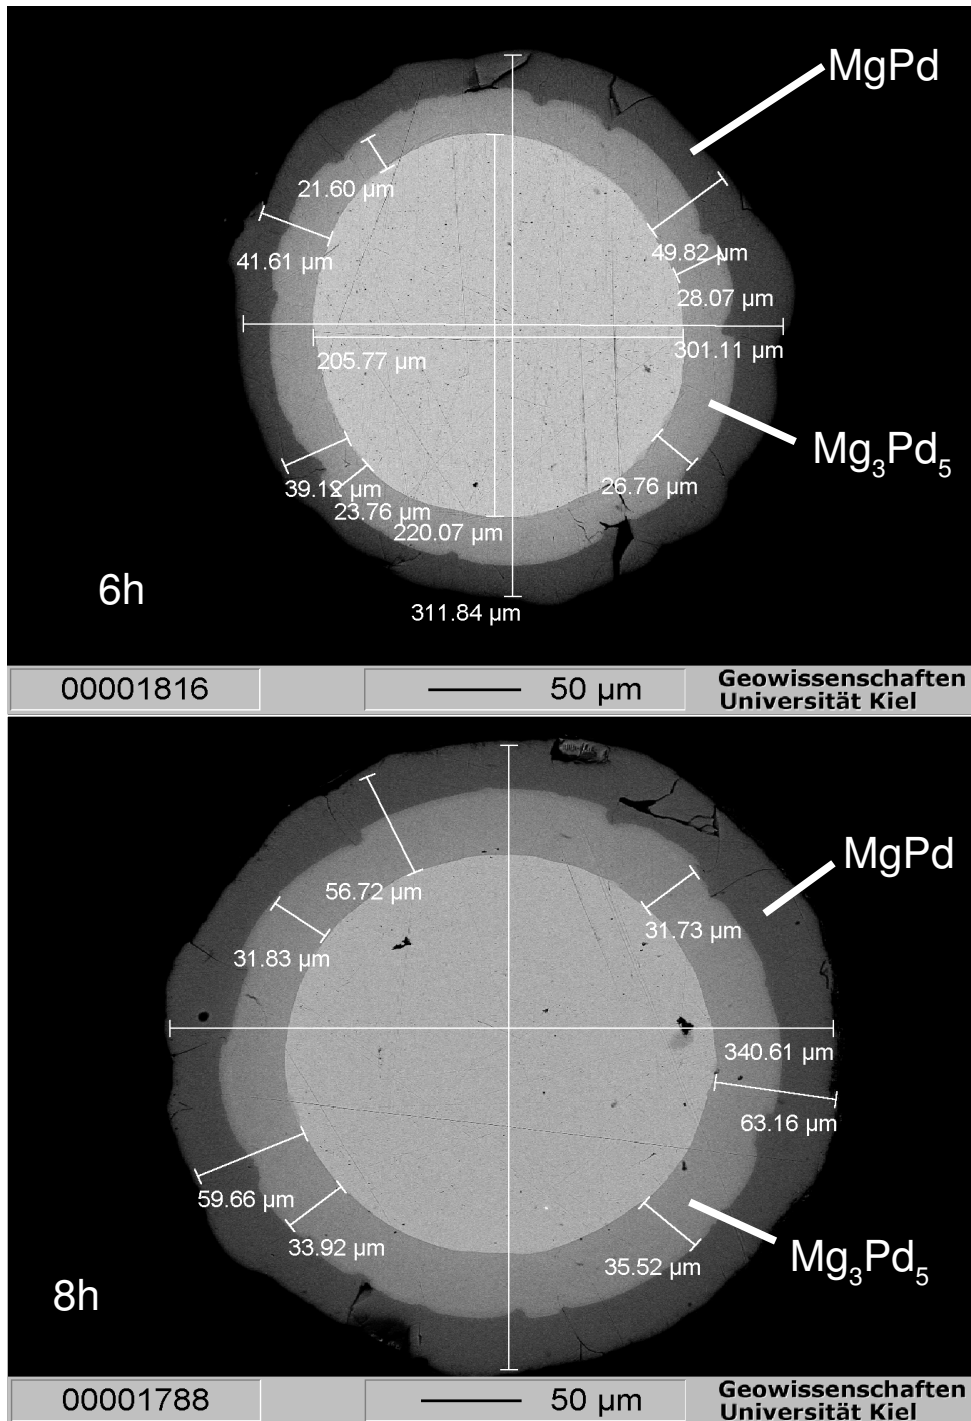 MgPd
21.60 µm
41.61 µm
49.82 µm
28.07 µm
205.77 µm
301.11 µm
Mg₃Pd₅
39.12 µm
26.76 µm
23.76 µm
220.07 µm
6h
311.84 µm
00001816
50 µm
Geowissenschaften
Universität Kiel
MgPd
56.72 µm
31.73 µm
31.83 µm
340.61 µm
63.16 µm
59.66 µm
33.92 µm
35.52 µm
Mg₃Pd₅
8h
00001788
50 µm
Geowissenschaften
Universität Kiel